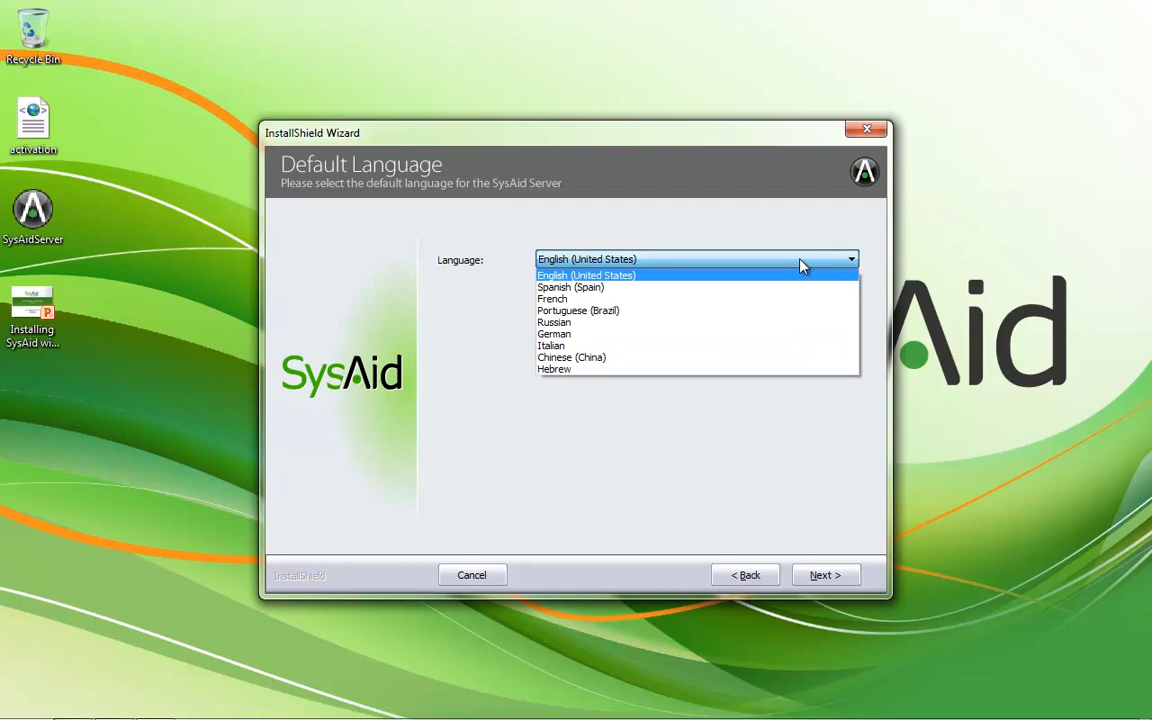 Recycle Bin
activation
SysAidServer
Installing
SysAid wi...
InstallShield Wizard
Default Language
Please select the default language for the SysAid Server
Language:
English (United States)
English (United States)
Spanish (Spain)
French
Portuguese (Brazil)
Russian
German
Italian
Chinese (China)
Hebrew
SysAid
Aid
InstallShield
Cancel
< Back
Next >